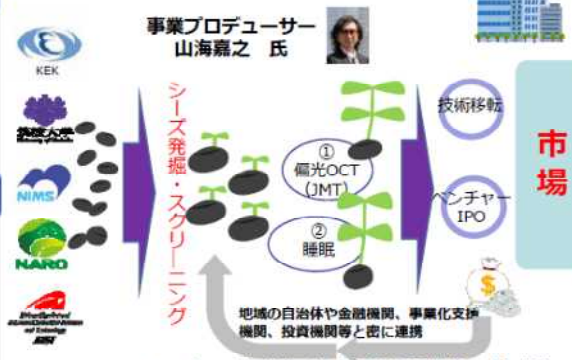 事業プロデューサー
山海嘉之 氏
KEK
筑波大学
NIMS
NARO
シーズ発掘・スクリーニング
①
偏光OCT
(JMT)
②
睡眠
技術移転
ベンチャー
IPO
市場
地域の自治体や金融機関、事業化支援
機関、投資機関等と密に連携